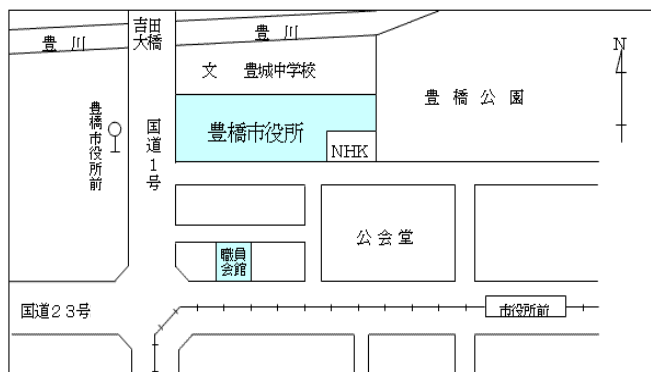 吉田
大橋
豊川
豊川
N
文 豊城中学校
豊橋公園
豊橋市役所前
国道1号
豊橋市役所
NHK
公会堂
職員
会館
国道23号
市役所前